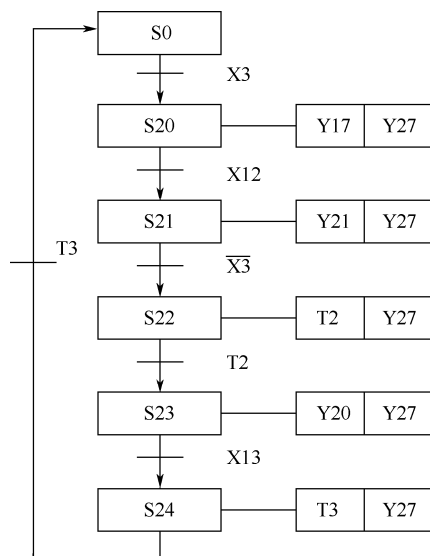 S0
X3
S20 Y17 Y27
X12
S21 Y21 Y27
T3
X̅3̅
S22 T2 Y27
T2
S23 Y20 Y27
X13
S24 T3 Y27